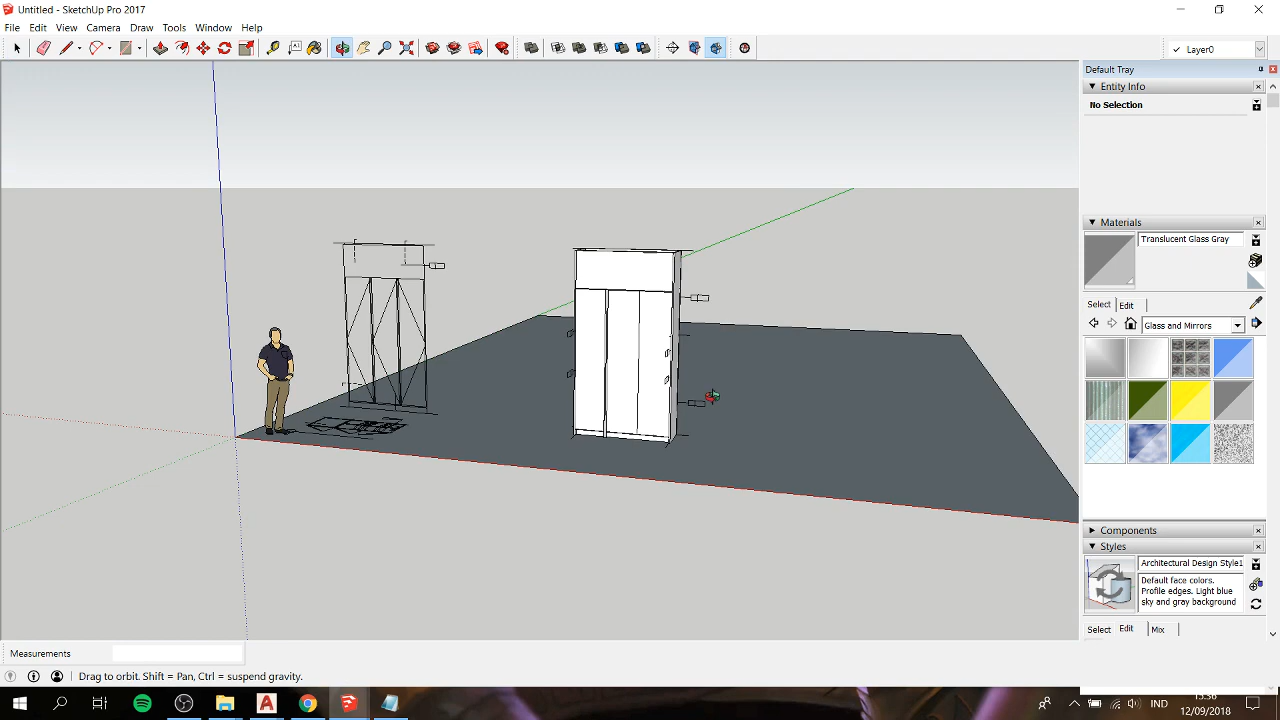 Untitled - SketchUp Pro 2017
File Edit View Camera Draw Tools Window Help
Layer0
Default Tray
Entity Info
No Selection
Materials
Translucent Glass Gray
Select Edit
Glass and Mirrors
Components
Styles
Architectural Design Style1
Default face colors.
Profile edges. Light blue
sky and gray background
Select Edit Mix
Measurements
Drag to orbit. Shift = Pan, Ctrl = suspend gravity.
IND
15.36
12/09/2018